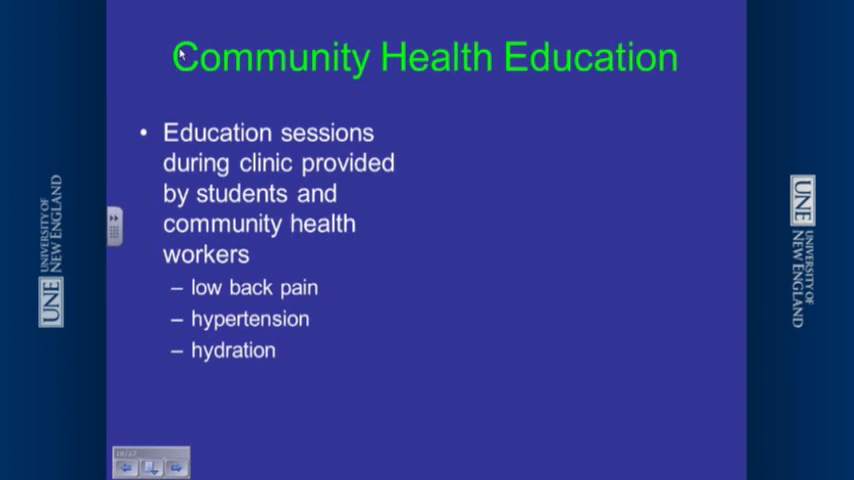 Community Health Education
• Education sessions
during clinic provided
by students and
community health
workers
– low back pain
– hypertension
– hydration
UNE UNIVERSITY OF
NEW ENGLAND
UNE UNIVERSITY OF
NEW ENGLAND